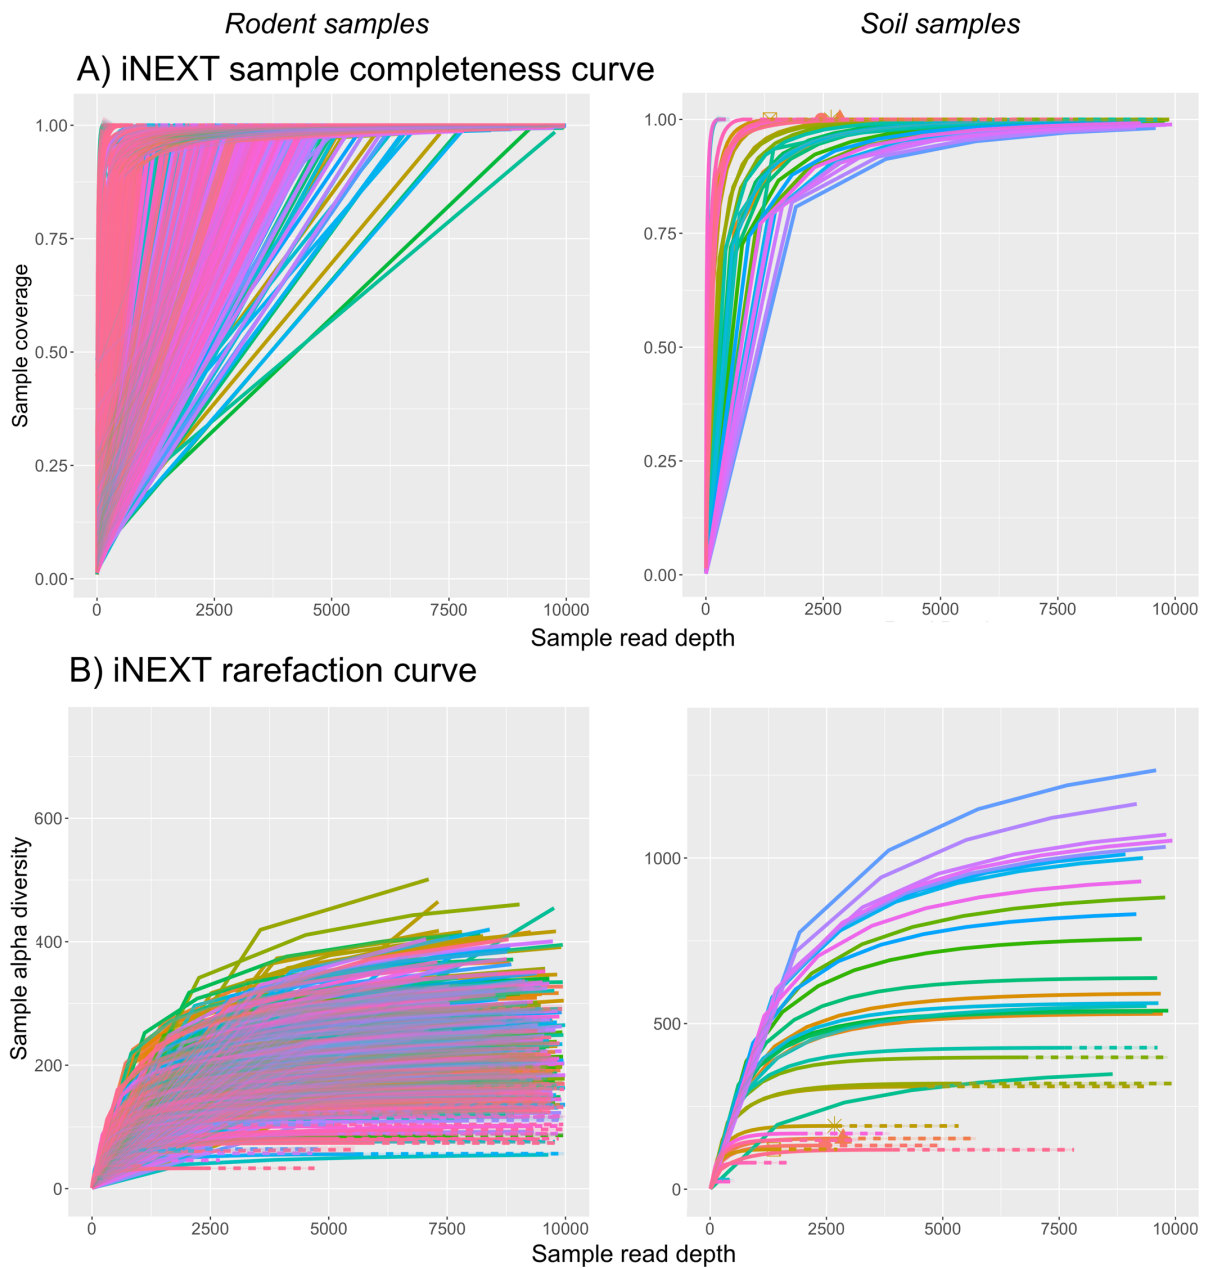 Rodent samples
Soil samples
A) iNEXT sample completeness curve
Sample coverage
1.00
0.75
0.50
0.25
0.00
0 2500 5000 7500 10000
1.00
0.75
0.50
0.25
0.00
0 2500 5000 7500 10000
Sample read depth
B) iNEXT rarefaction curve
Sample alpha diversity
600
400
200
0
0 2500 5000 7500 10000
1000
500
0
0 2500 5000 7500 10000
Sample read depth